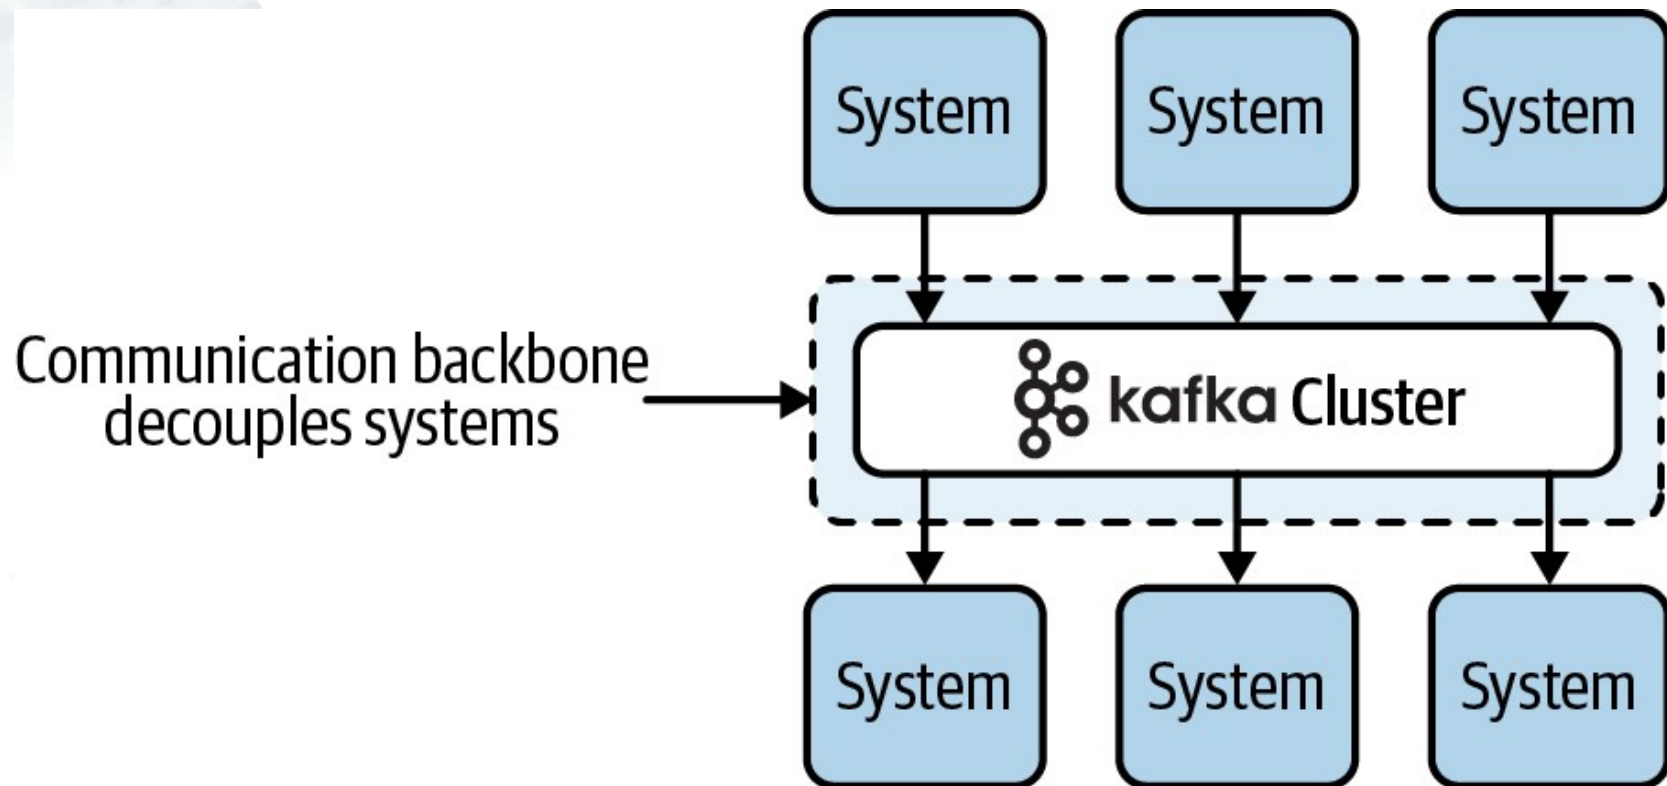 System
System
System
Communication backbone
decouples systems
kafka Cluster
System
System
System